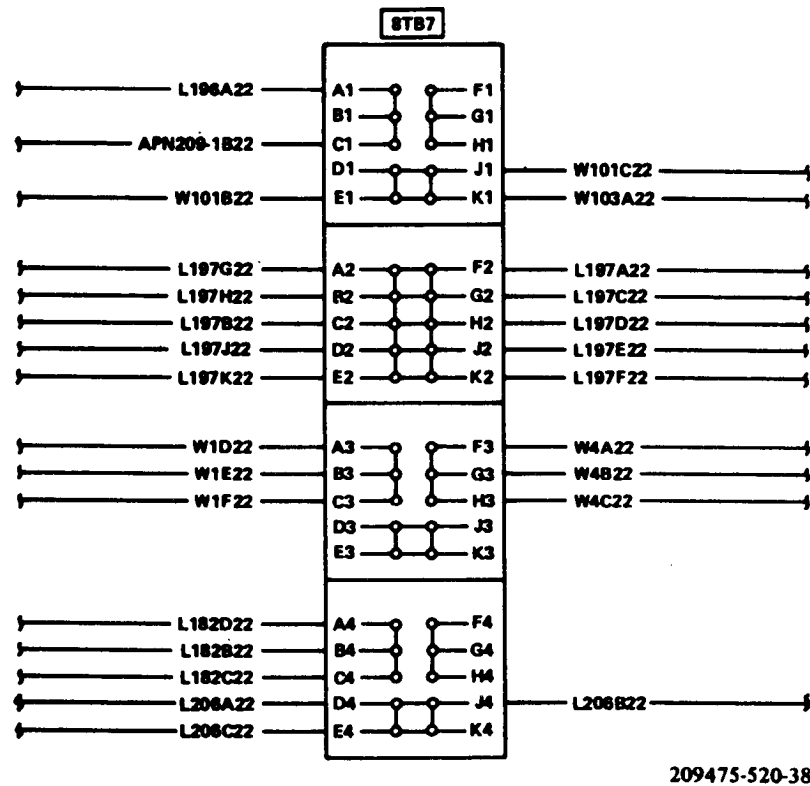 8TB7
L196A22 A1 F1
B1 G1
APN209-1B22 C1 H1
D1 J1 W101C22
W101B22 E1 K1 W103A22
L197G22 A2 F2 L197A22
L197H22 B2 G2 L197C22
L197B22 C2 H2 L197D22
L197J22 D2 J2 L197E22
L197K22 E2 K2 L197F22
W1D22 A3 F3 W4A22
W1E22 B3 G3 W4B22
W1F22 C3 H3 W4C22
D3 J3
E3 K3
L182D22 A4 F4
L182B22 B4 G4
L182C22 C4 H4
L206A22 D4 J4 L206B22
L206C22 E4 K4
209475-520-38